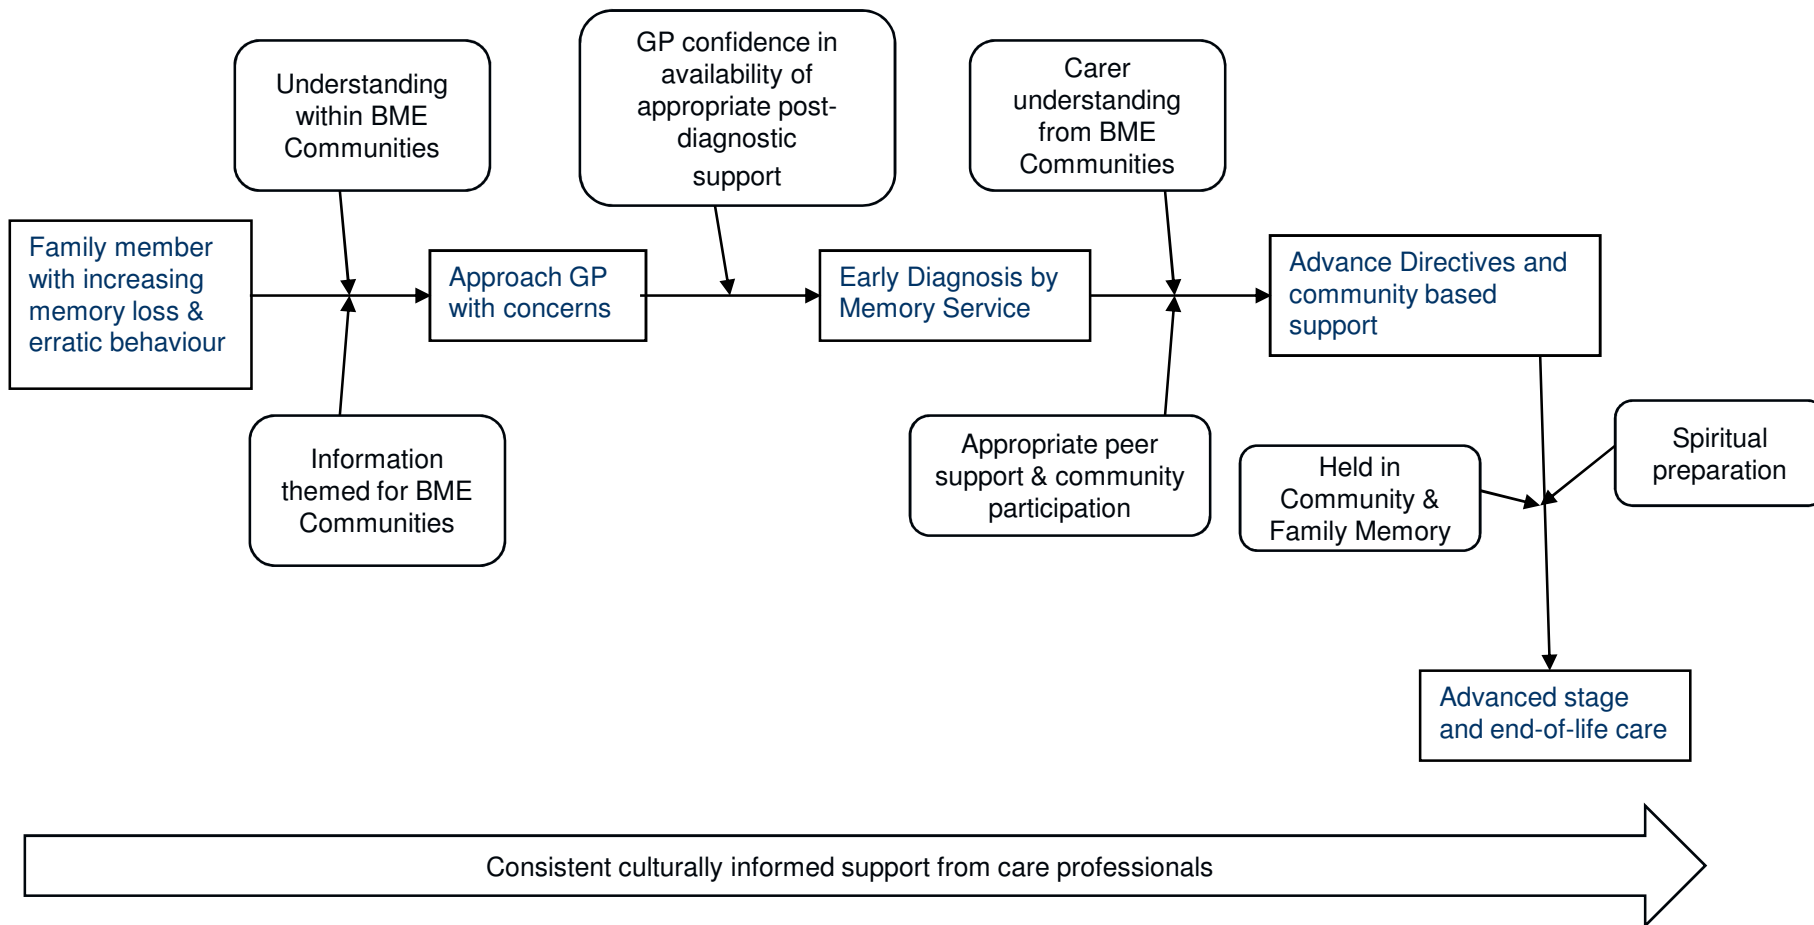 Understanding
within BME
Communities
GP confidence in
availability of
appropriate post-
diagnostic
support
Carer
understanding
from BME
Communities
Family member
with increasing
memory loss &
erratic behaviour
Approach GP
with concerns
Early Diagnosis by
Memory Service
Advance Directives and
community based
support
Information
themed for BME
Communities
Appropriate peer
support & community
participation
Held in
Community &
Family Memory
Spiritual
preparation
Advanced stage
and end-of-life care
Consistent culturally informed support from care professionals